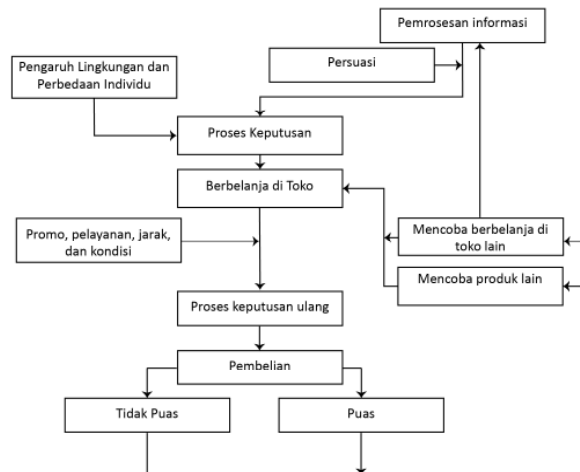 Pemrosesan informasi
Persuasi
Pengaruh Lingkungan dan
Perbedaan Individu
Proses Keputusan
Berbelanja di Toko
Promo, pelayanan, jarak,
dan kondisi
Mencoba berbelanja di
toko lain
Mencoba produk lain
Proses keputusan ulang
Pembelian
Tidak Puas
Puas